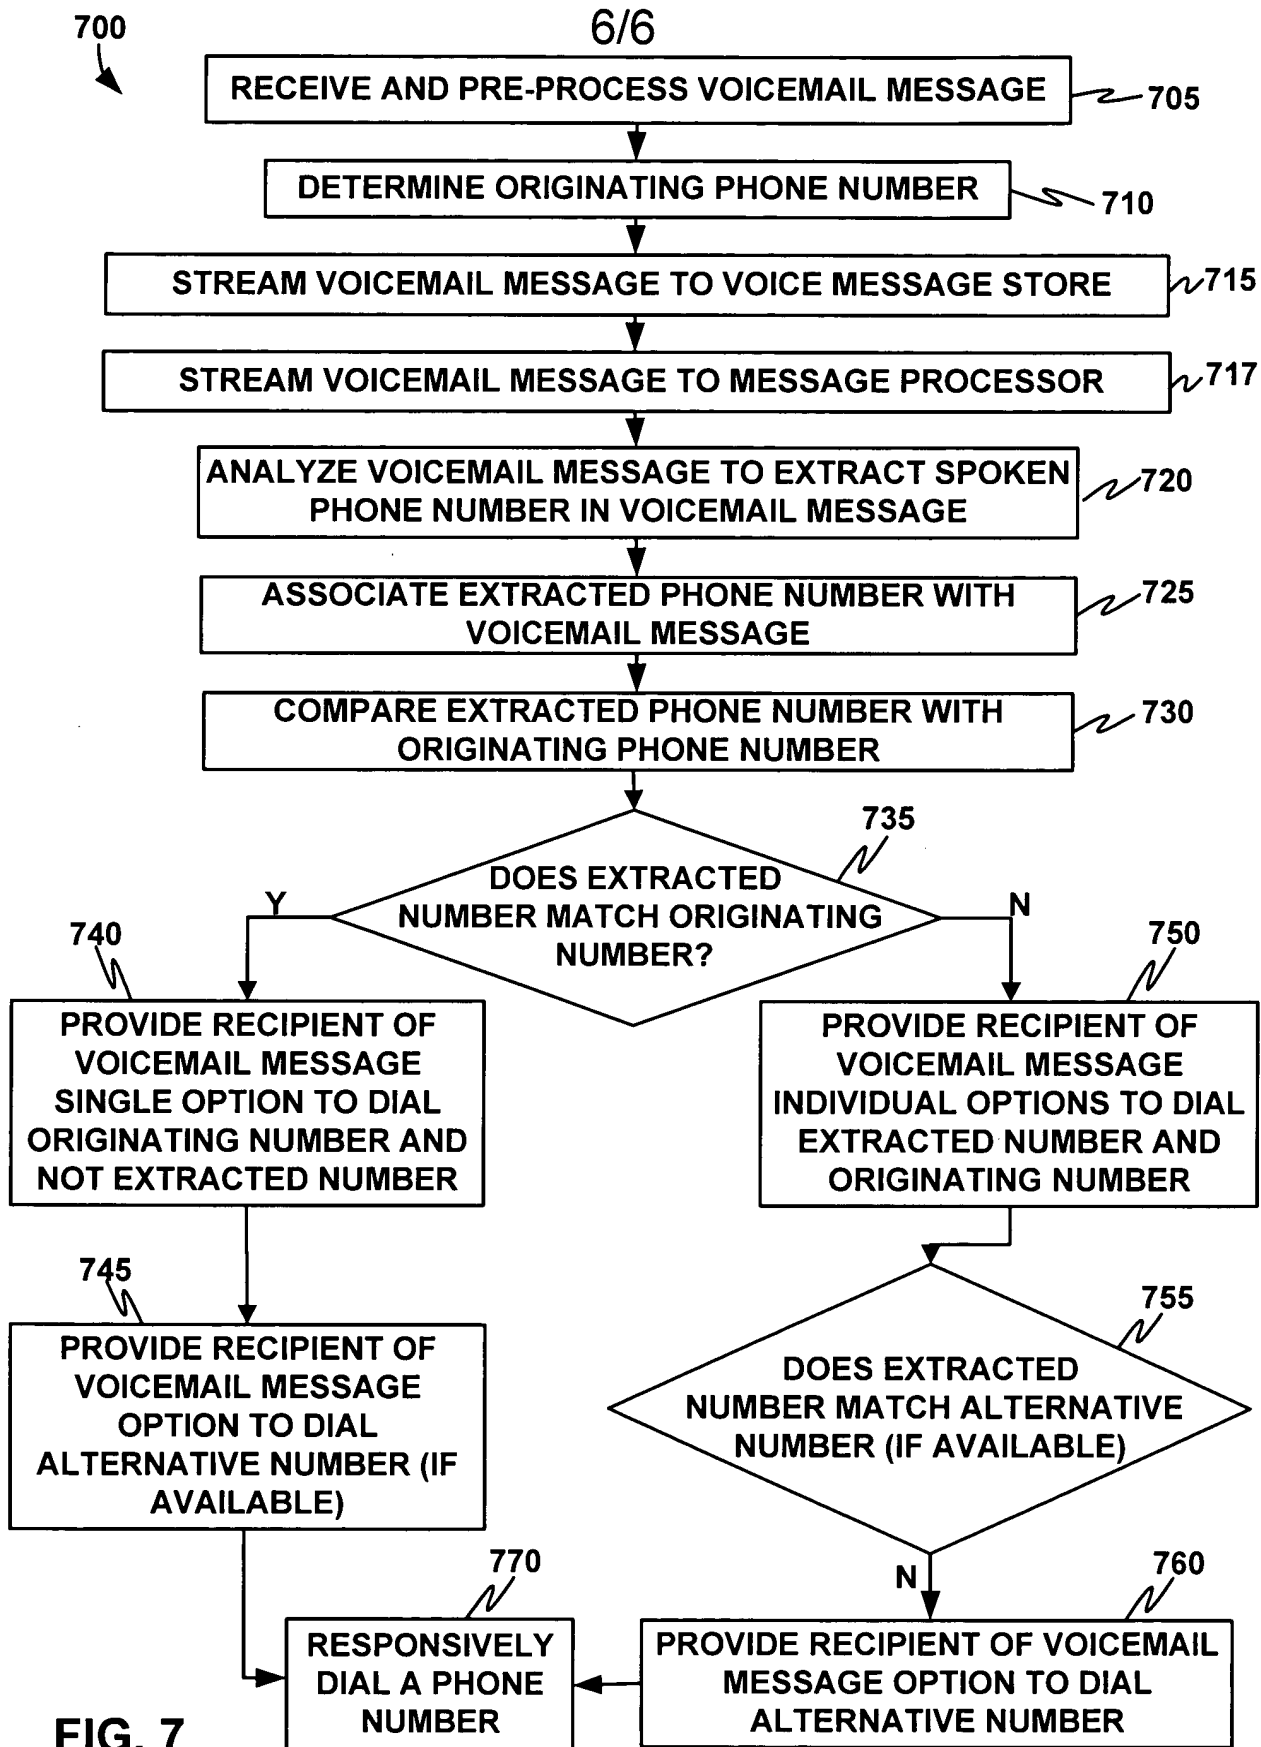 6/6
700
RECEIVE AND PRE-PROCESS VOICEMAIL MESSAGE
705
DETERMINE ORIGINATING PHONE NUMBER
710
STREAM VOICEMAIL MESSAGE TO VOICE MESSAGE STORE
715
STREAM VOICEMAIL MESSAGE TO MESSAGE PROCESSOR
717
ANALYZE VOICEMAIL MESSAGE TO EXTRACT SPOKEN
PHONE NUMBER IN VOICEMAIL MESSAGE
720
ASSOCIATE EXTRACTED PHONE NUMBER WITH
VOICEMAIL MESSAGE
725
COMPARE EXTRACTED PHONE NUMBER WITH
ORIGINATING PHONE NUMBER
730
735
DOES EXTRACTED
NUMBER MATCH ORIGINATING
NUMBER?
Y
N
740
PROVIDE RECIPIENT OF
VOICEMAIL MESSAGE
SINGLE OPTION TO DIAL
ORIGINATING NUMBER AND
NOT EXTRACTED NUMBER
750
PROVIDE RECIPIENT OF
VOICEMAIL MESSAGE
INDIVIDUAL OPTIONS TO DIAL
EXTRACTED NUMBER AND
ORIGINATING NUMBER
745
PROVIDE RECIPIENT OF
VOICEMAIL MESSAGE
OPTION TO DIAL
ALTERNATIVE NUMBER (IF
AVAILABLE)
755
DOES EXTRACTED
NUMBER MATCH ALTERNATIVE
NUMBER (IF AVAILABLE)
N
770
RESPONSIVELY
DIAL A PHONE
NUMBER
760
PROVIDE RECIPIENT OF VOICEMAIL
MESSAGE OPTION TO DIAL
ALTERNATIVE NUMBER
FIG. 7